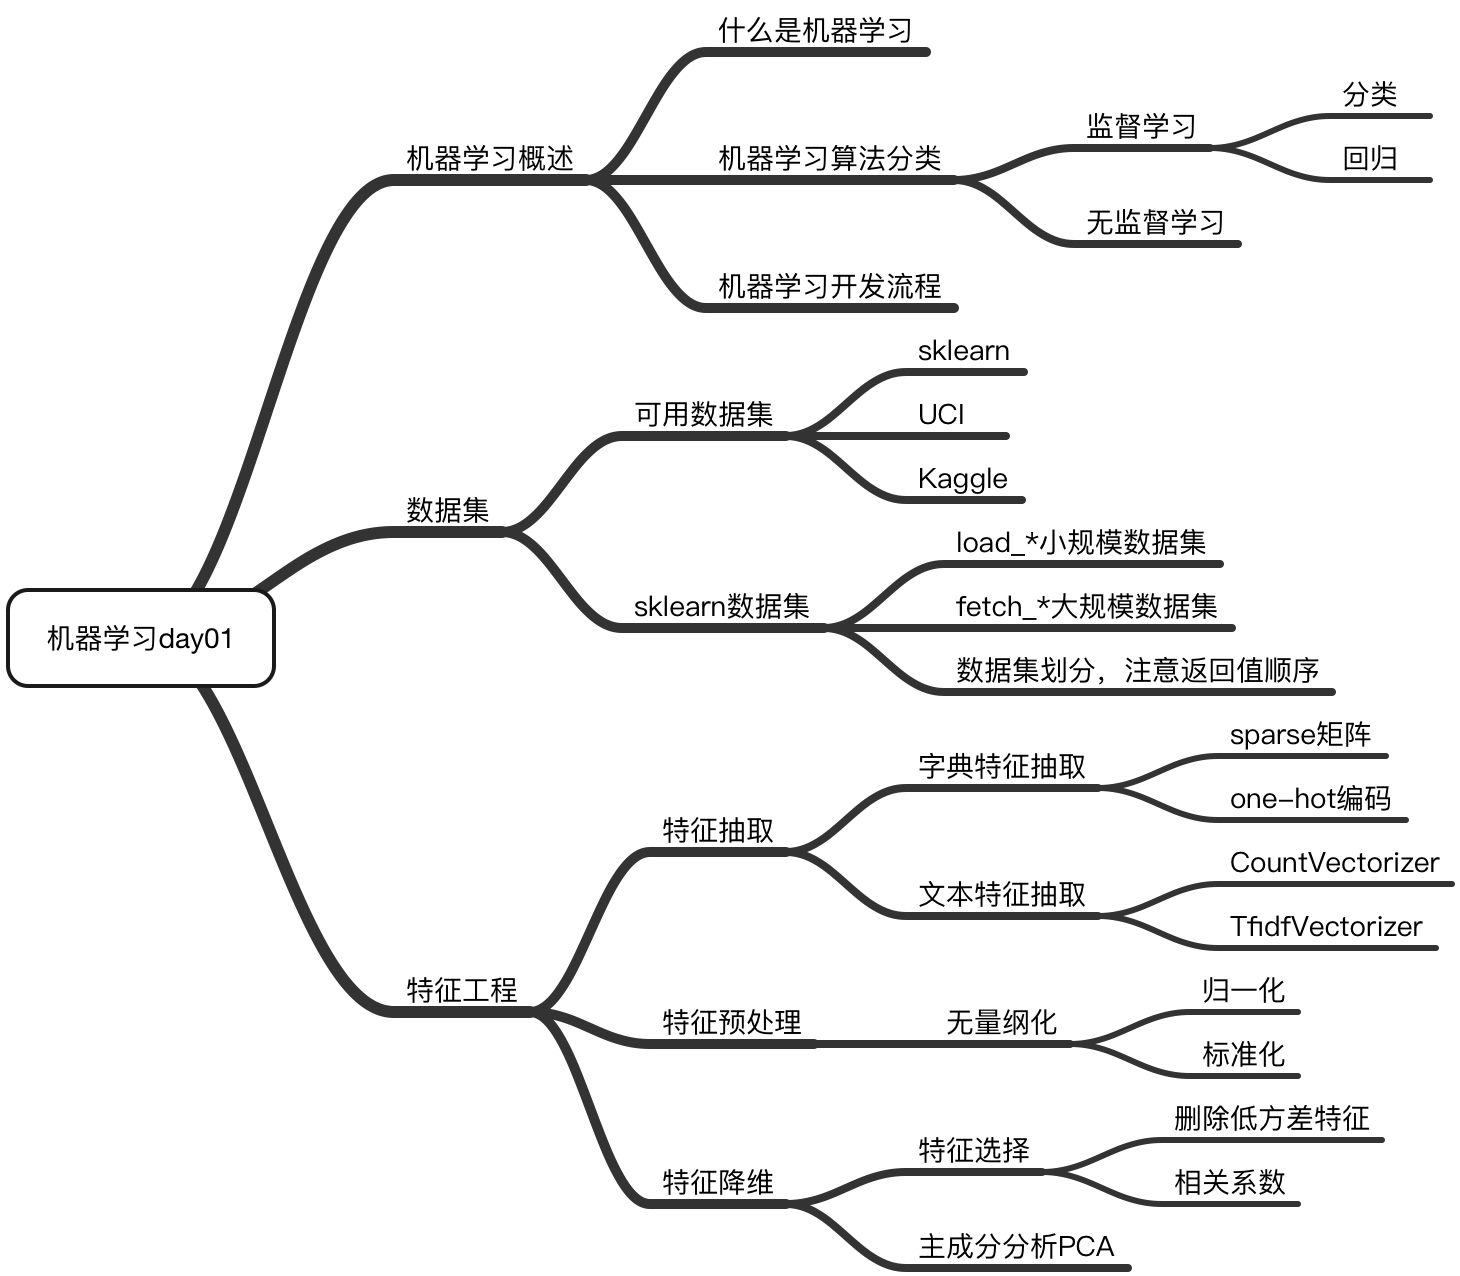 什么是机器学习
分类
监督学习
机器学习概述
机器学习算法分类
回归
无监督学习
机器学习开发流程
sklearn
可用数据集
UCI
Kaggle
数据集
load_*小规模数据集
sklearn数据集
fetch_*大规模数据集
数据集划分，注意返回值顺序
机器学习day01
sparse矩阵
字典特征抽取
one-hot编码
特征抽取
CountVectorizer
文本特征抽取
TfidfVectorizer
特征工程
归一化
特征预处理
无量纲化
标准化
删除低方差特征
特征选择
特征降维
相关系数
主成分分析PCA